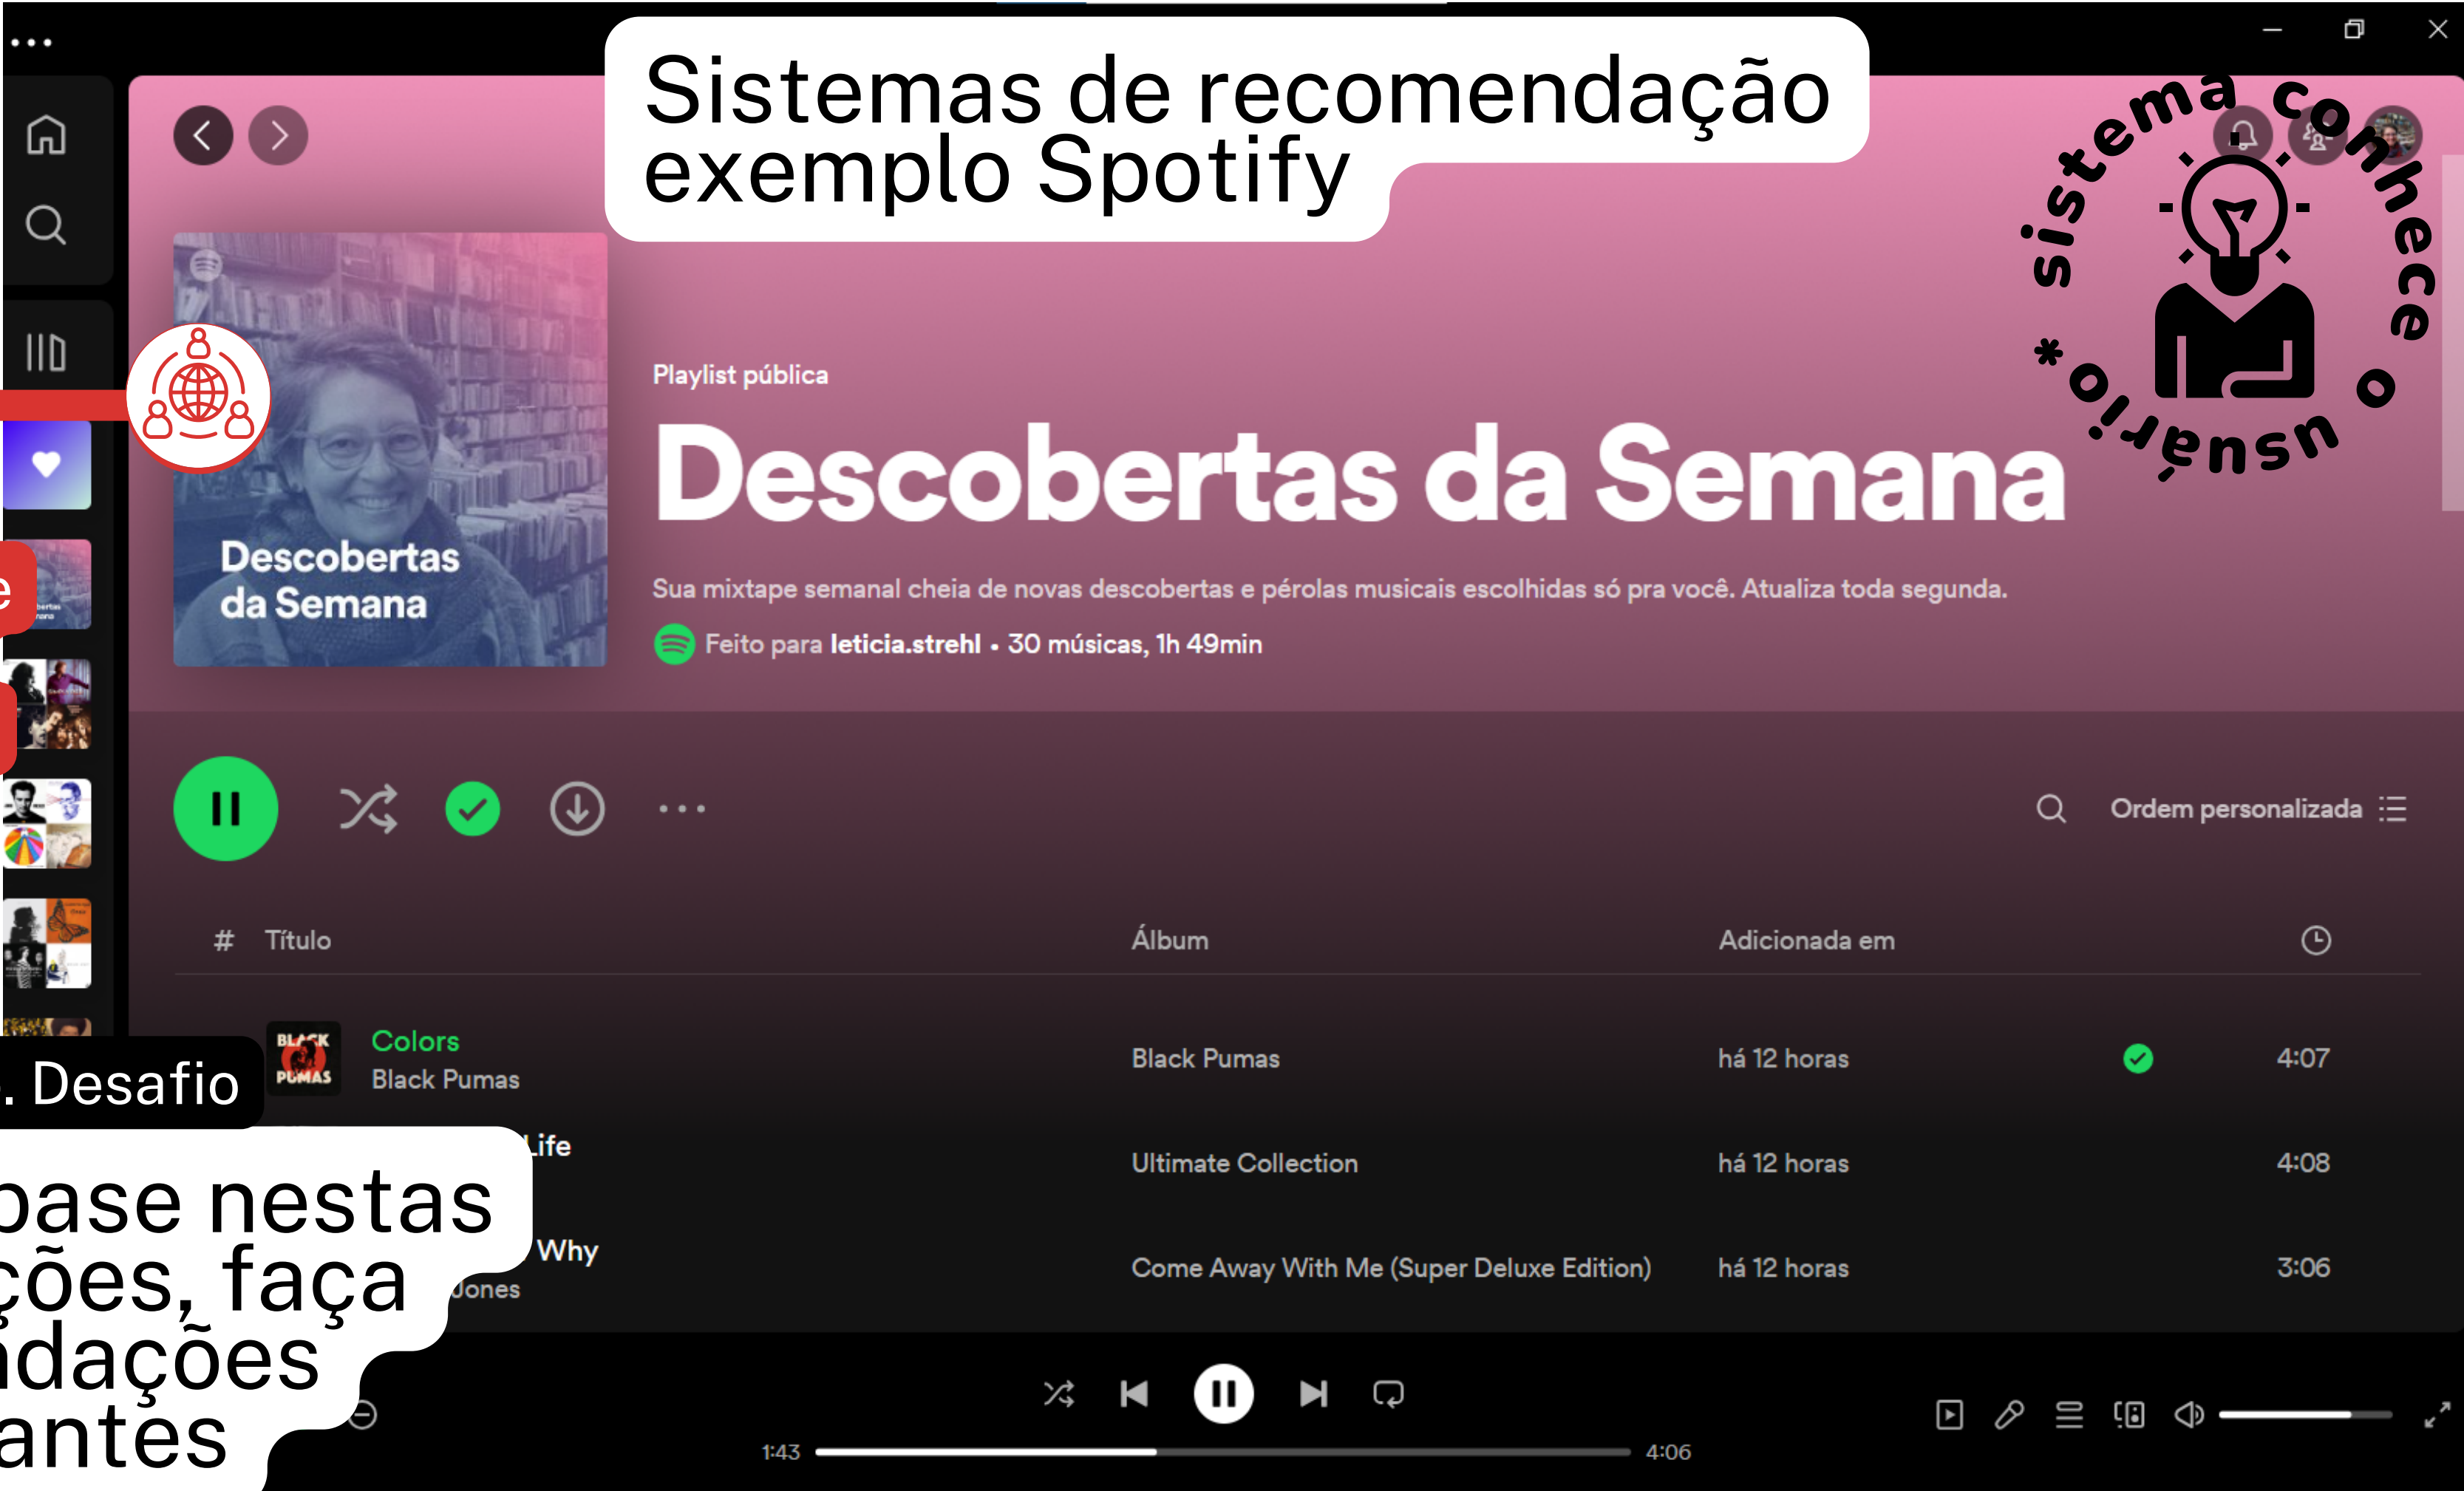 Sistemas de recomendação
exemplo Spotify
sistema conhece o usuário*
Playlist pública
Descobertas da Semana
Descobertas
da Semana
Sua mixtape semanal cheia de novas descobertas e pérolas musicais escolhidas só pra você. Atualiza toda segunda.
Feito para leticia.strehl • 30 músicas, 1h 49min
e
Ordem personalizada
# Título Álbum Adicionada em
BLACK
PUMAS
Colors
Black Pumas
Black Pumas há 12 horas 4:07
. Desafio
Life
Ultimate Collection há 12 horas 4:08
Why
Jones
Come Away With Me (Super Deluxe Edition) há 12 horas 3:06
base nestas
ções, faça
ndações
antes
1:43 4:06